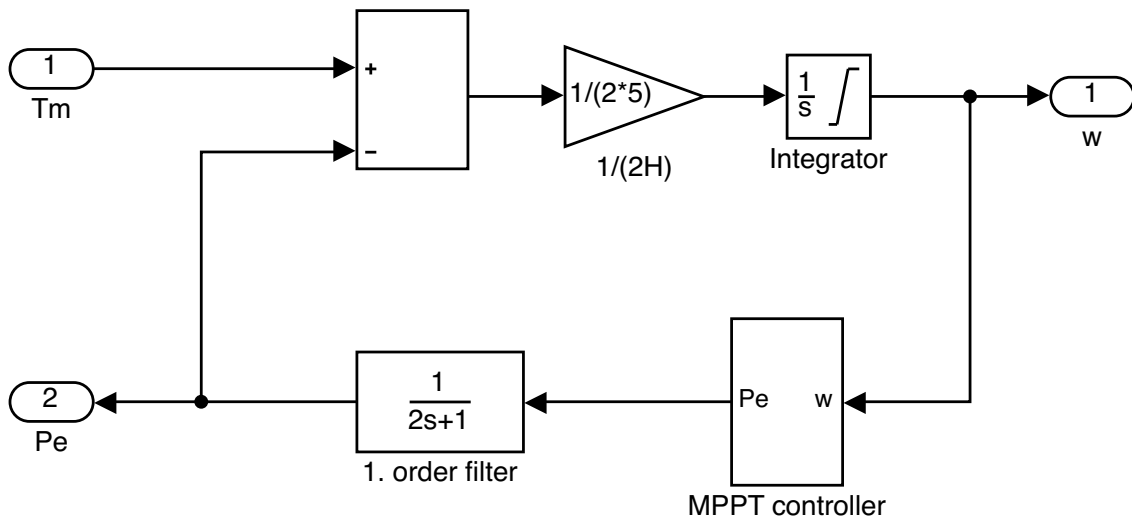 1
Tm
+
−
1/(2*5)
1/(2H)
1
s
Integrator
1
w
2
Pe
1
2s+1
1. order filter
Pe w
MPPT controller